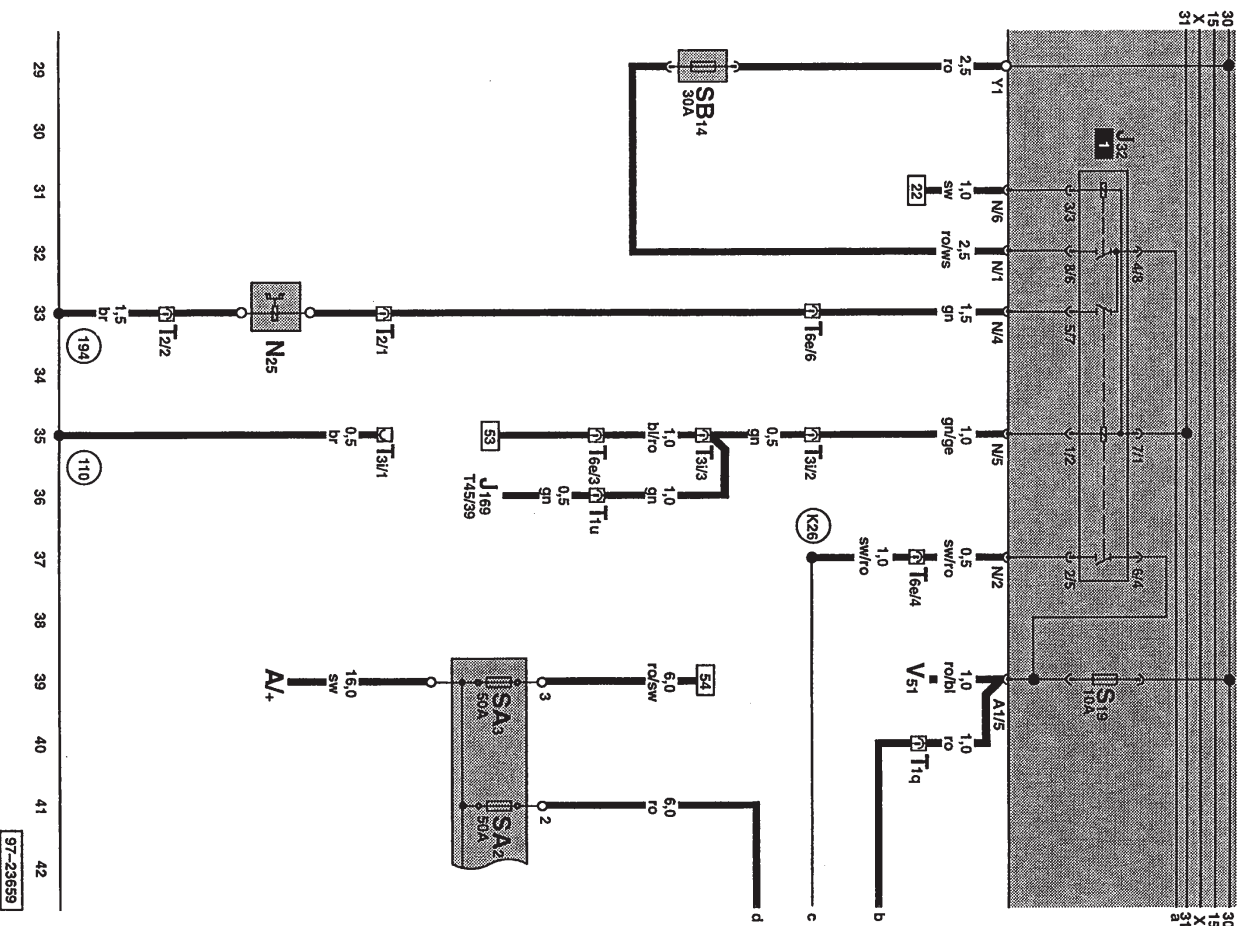 30
15
X
31
30
15
X
31
a
J32
1
3/3
8/6
4/8
5/7
1/2
7/1
2/5
6/4
S19
10A
Y1
2,5
ro
SB14
30A
N/6
1,0
sw
22
N/1
2,5
ro/ws
N/4
1,5
gn
T6e/6
T2/1
N25
T2/2
1,5
br
194
N/5
1,0
gn/ge
T3i/2
0,5
gn
T3i/3
1,0
bl/ro
T6e/3
53
1,0
gn
T1u
0,5
gn
J169
T45/39
T3i/1
0,5
br
110
N/2
0,5
sw/ro
T6e/4
1,0
sw/ro
K26
A1/5
1,0
ro/bl
V51
1,0
ro
T1q
54
6,0
ro/sw
3
SA3
50A
16,0
sw
A/+
6,0
ro
2
SA2
50A
d
c
b
29
30
31
32
33
34
35
36
37
38
39
40
41
42
97-23659